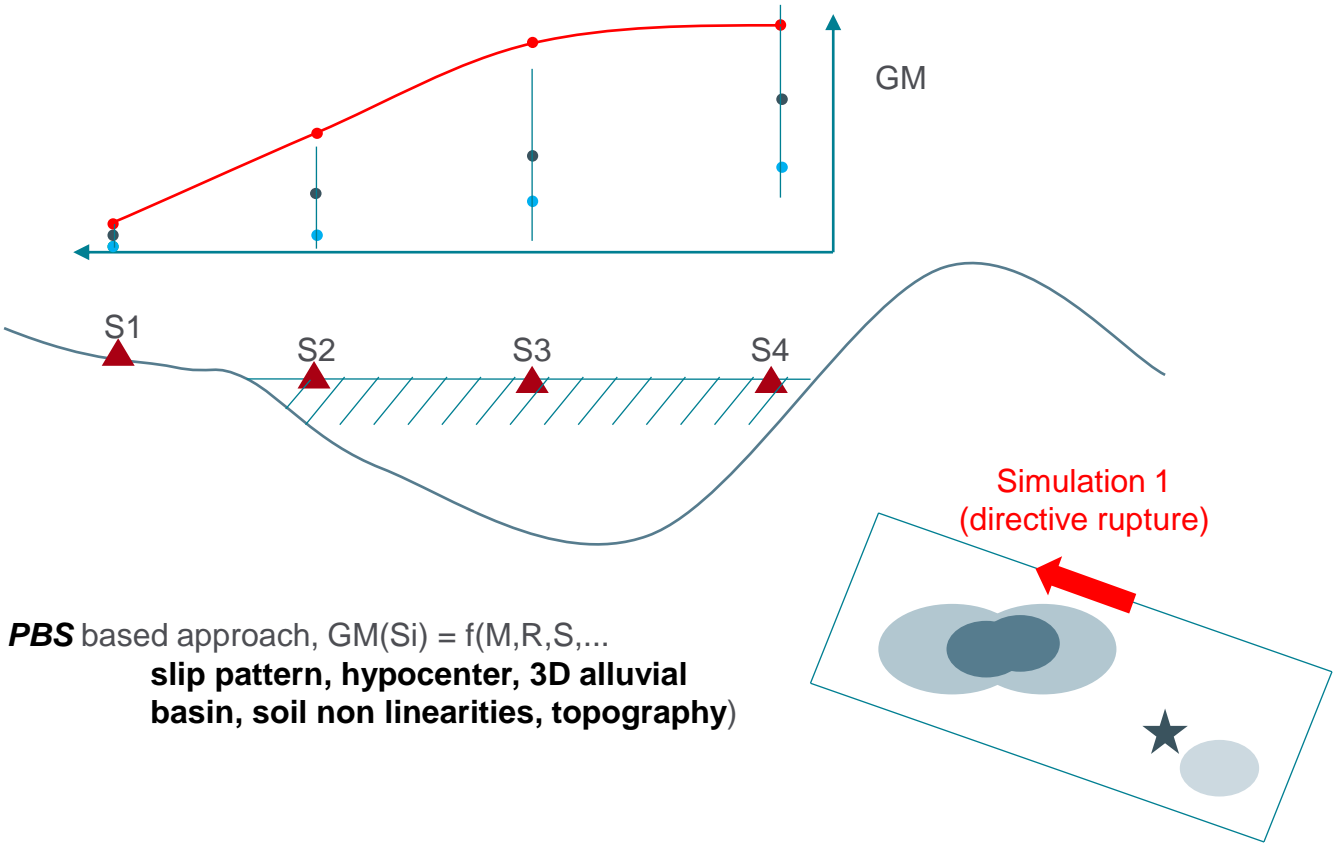 GM
S1
S2
S3
S4
Simulation 1
(directive rupture)
PBS based approach, GM(Si) = f(M,R,S,...
slip pattern, hypocenter, 3D alluvial
basin, soil non linearities, topography)